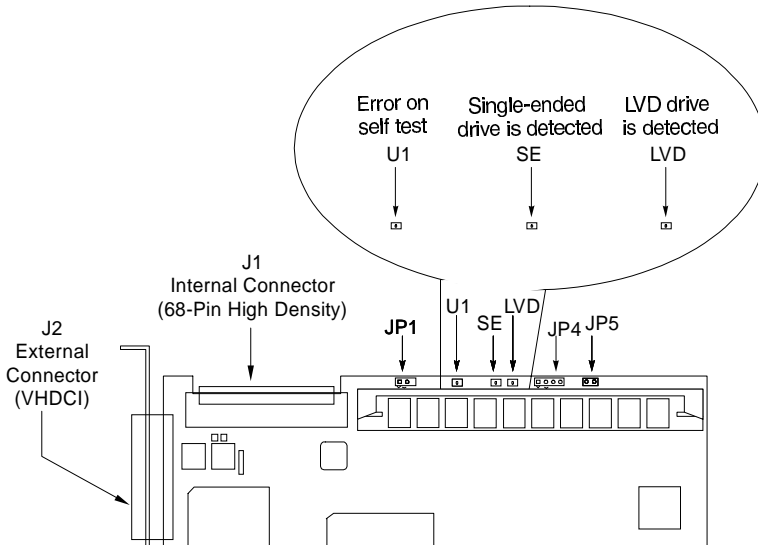 Error on
self test
U1
Single-ended
drive is detected
SE
LVD drive
is detected
LVD
J1
Internal Connector
(68-Pin High Density)
J2
External
Connector
(VHDCI)
JP1
U1
SE
LVD
JP4
JP5